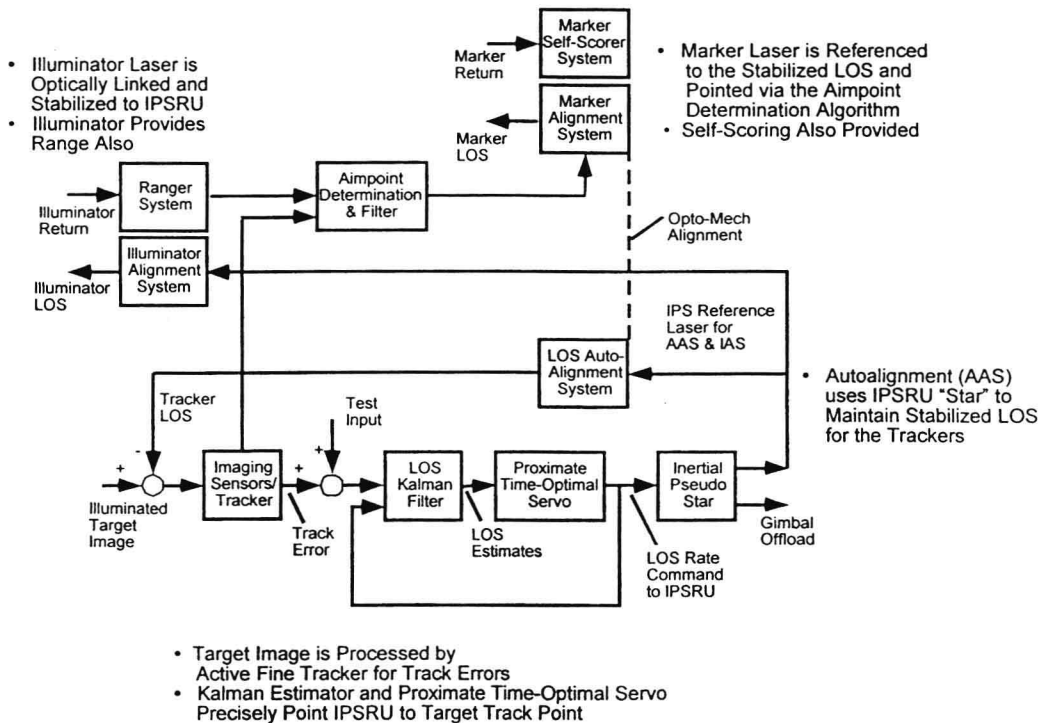 • Illuminator Laser is
Optically Linked and
Stabilized to IPSRU
• Illuminator Provides
Range Also
Marker
Return
Marker
Self-Scorer
System
Marker
Alignment
System
Marker
LOS
• Marker Laser is Referenced
to the Stabilized LOS and
Pointed via the Aimpoint
Determination Algorithm
• Self-Scoring Also Provided
Illuminator
Return
Ranger
System
Aimpoint
Determination
& Filter
Opto-Mech
Alignment
Illuminator
LOS
Illuminator
Alignment
System
IPS Reference
Laser for
AAS & IAS
LOS Auto-
Alignment
System
• Autoalignment (AAS)
uses IPSRU "Star" to
Maintain Stabilized LOS
for the Trackers
Tracker
LOS
Test
Input
-
+
+
+
Illuminated
Target
Image
Imaging
Sensors/
Tracker
Track
Error
LOS
Kalman
Filter
LOS
Estimates
Proximate
Time-Optimal
Servo
LOS Rate
Command
to IPSRU
Inertial
Pseudo
Star
Gimbal
Offload
• Target Image is Processed by
Active Fine Tracker for Track Errors
• Kalman Estimator and Proximate Time-Optimal Servo
Precisely Point IPSRU to Target Track Point